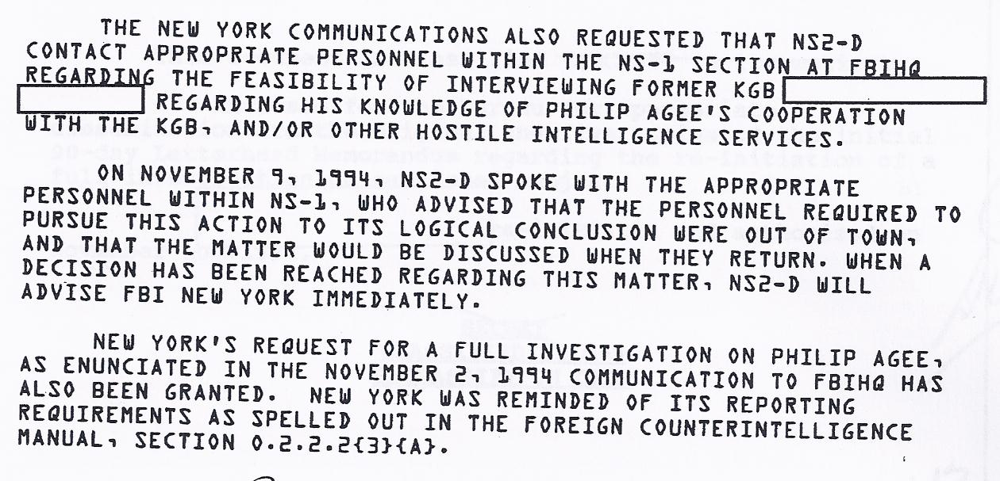 THE NEW YORK COMMUNICATIONS ALSO REQUESTED THAT NS2-D
CONTACT APPROPRIATE PERSONNEL WITHIN THE NS-1 SECTION AT FBIHQ
REGARDING THE FEASIBILITY OF INTERVIEWING FORMER KGB
REGARDING HIS KNOWLEDGE OF PHILIP AGEE'S COOPERATION
WITH THE KGB, AND/OR OTHER HOSTILE INTELLIGENCE SERVICES.
ON NOVEMBER 9, 1994, NS2-D SPOKE WITH THE APPROPRIATE
PERSONNEL WITHIN NS-1, WHO ADVISED THAT THE PERSONNEL REQUIRED TO
PURSUE THIS ACTION TO ITS LOGICAL CONCLUSION WERE OUT OF TOWN,
AND THAT THE MATTER WOULD BE DISCUSSED WHEN THEY RETURN. WHEN A
DECISION HAS BEEN REACHED REGARDING THIS MATTER, NS2-D WILL
ADVISE FBI NEW YORK IMMEDIATELY.
NEW YORK'S REQUEST FOR A FULL INVESTIGATION ON PHILIP AGEE,
AS ENUNCIATED IN THE NOVEMBER 2, 1994 COMMUNICATION TO FBIHQ HAS
ALSO BEEN GRANTED. NEW YORK WAS REMINDED OF ITS REPORTING
REQUIREMENTS AS SPELLED OUT IN THE FOREIGN COUNTERINTELLIGENCE
MANUAL, SECTION 0.2.2.2{3}{A}.